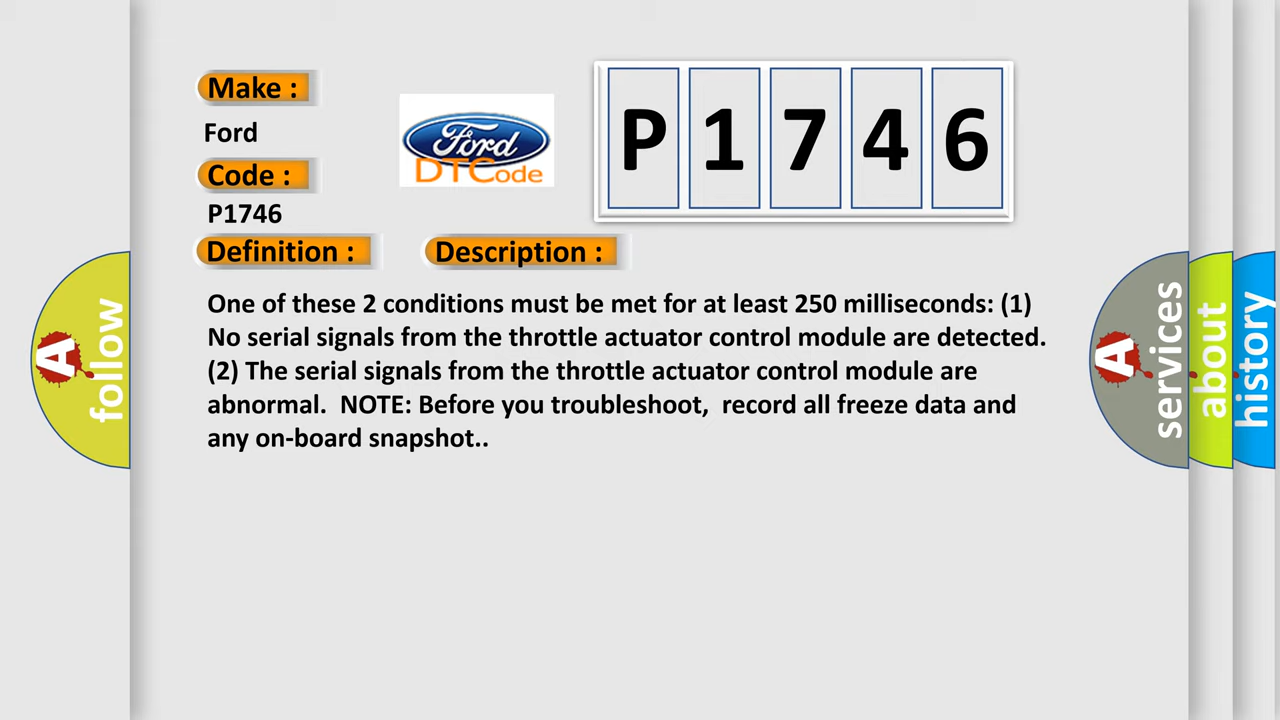 Make :
Ford
Code :
P1746
Ford
DTCode
P 1 7 4 6
Definition :
Description :
One of these 2 conditions must be met for at least 250 milliseconds: (1)
No serial signals from the throttle actuator control module are detected.
(2) The serial signals from the throttle actuator control module are
abnormal.  NOTE: Before you troubleshoot,  record all freeze data and
any on-board snapshot..
A follow
A services
about
history